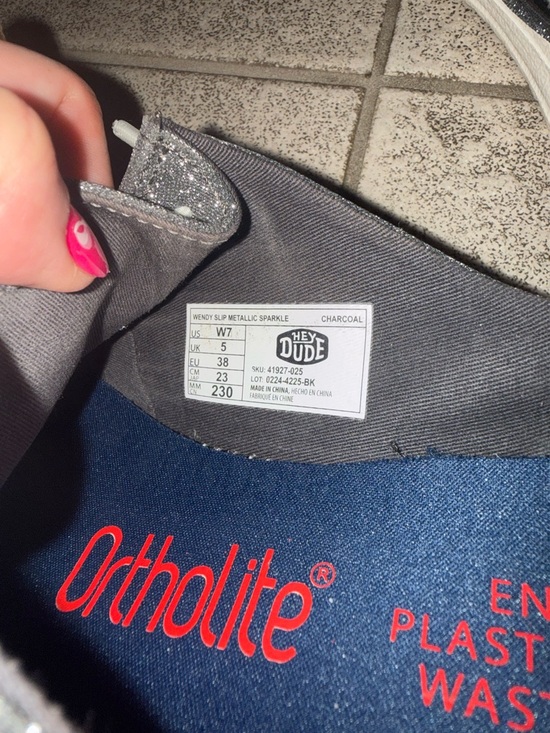 WENDY SLIP METALLIC SPARKLE CHARCOAL
US W7
UK 5
EU 38
CM 23
MM 230
HEY
DUDE
SKU: 41927-025
LOT: 0224-4225-BK
MADE IN CHINA, HECHO EN CHINA
FABRIQUÉ EN CHINE
Ortholite®
EN
PLAST
WAST